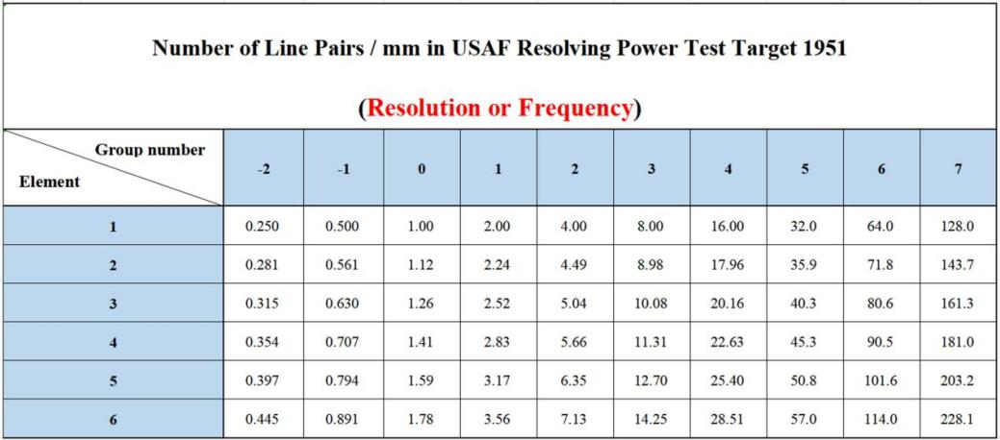 Number of Line Pairs / mm in USAF Resolving Power Test Target 1951
(Resolution or Frequency)
Group number
Element
-2 -1 0 1 2 3 4 5 6 7
1 0.250 0.500 1.00 2.00 4.00 8.00 16.00 32.0 64.0 128.0
2 0.281 0.561 1.12 2.24 4.49 8.98 17.96 35.9 71.8 143.7
3 0.315 0.630 1.26 2.52 5.04 10.08 20.16 40.3 80.6 161.3
4 0.354 0.707 1.41 2.83 5.66 11.31 22.63 45.3 90.5 181.0
5 0.397 0.794 1.59 3.17 6.35 12.70 25.40 50.8 101.6 203.2
6 0.445 0.891 1.78 3.56 7.13 14.25 28.51 57.0 114.0 228.1